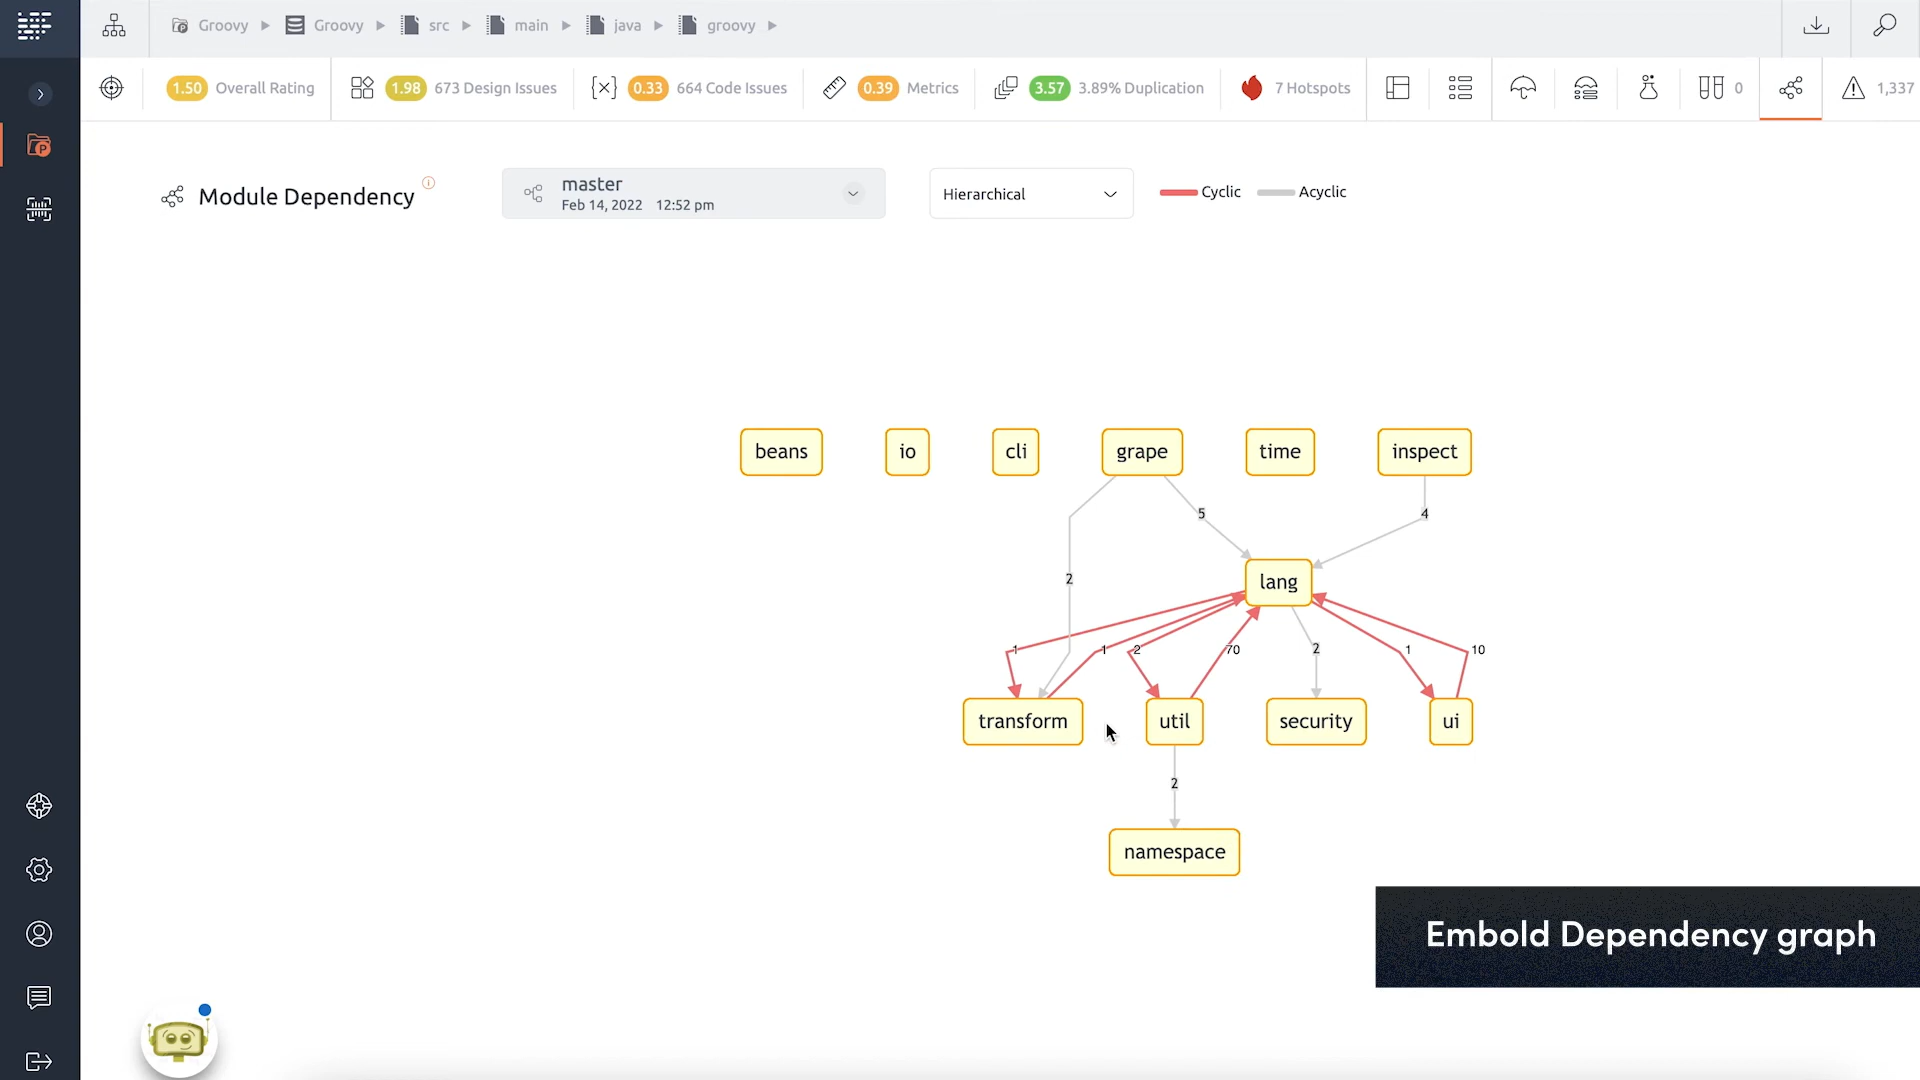 Groovy Groovy src main java groovy
1.50 Overall Rating 1.98 673 Design Issues 0.33 664 Code Issues 0.39 Metrics 3.57 3.89% Duplication 7 Hotspots 0 1,337
Module Dependency
master
Feb 14, 2022 12:52 pm
Hierarchical
Cyclic Acyclic
beans io cli grape time inspect
5 4
2
lang
1 1 2 70 2 1 10
transform util security ui
2
namespace
Embold Dependency graph